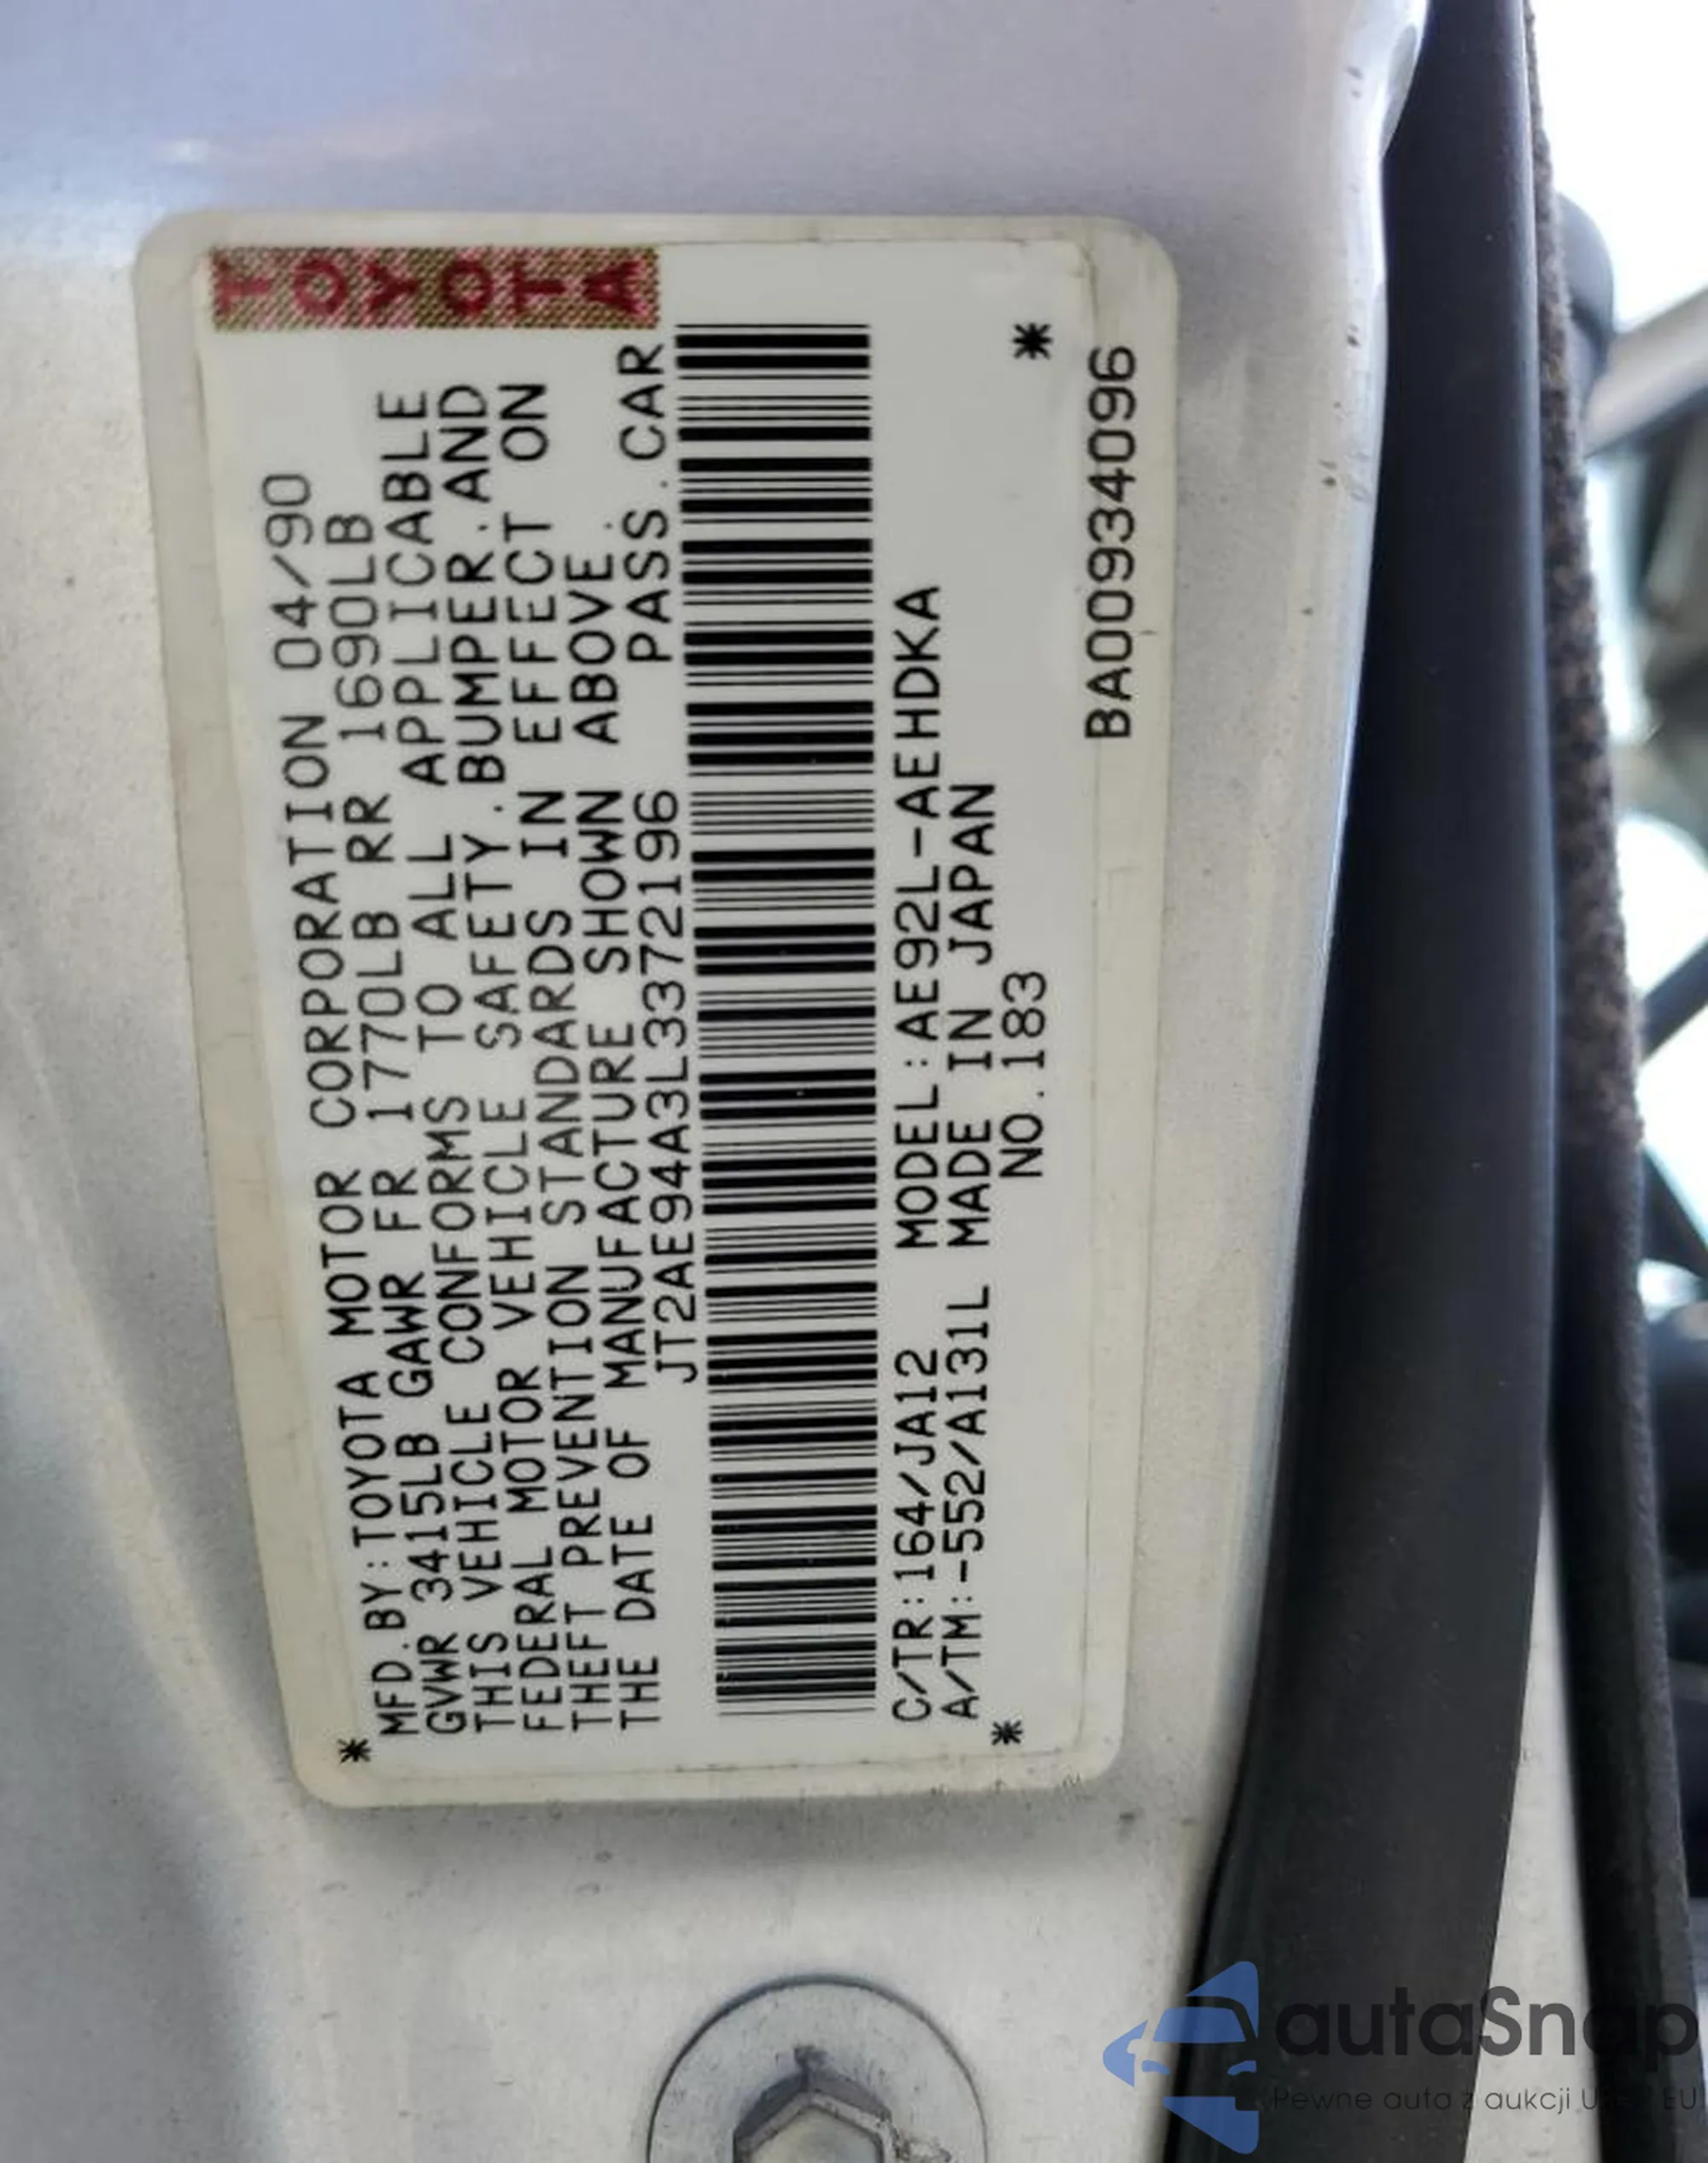 TOYOTA
MFD.BY:TOYOTA MOTOR CORPORATION 04/90
GVWR 3415LB GAWR FR 1770LB RR 1690LB
THIS VEHICLE CONFORMS TO ALL APPLICABLE
FEDERAL MOTOR VEHICLE SAFETY.BUMPER.AND
THEFT PREVENTION STANDARDS IN EFFECT ON
THE DATE OF MANUFACTURE SHOWN ABOVE.
JT2AE94A3L3372196 PASS.CAR
C/TR:164/JA12 MODEL:AE92L-AEHDKA
A/TM:-552/A131L MADE IN JAPAN
NO.183
BA00934096
autaSnap
Pewne auta z aukcji EU